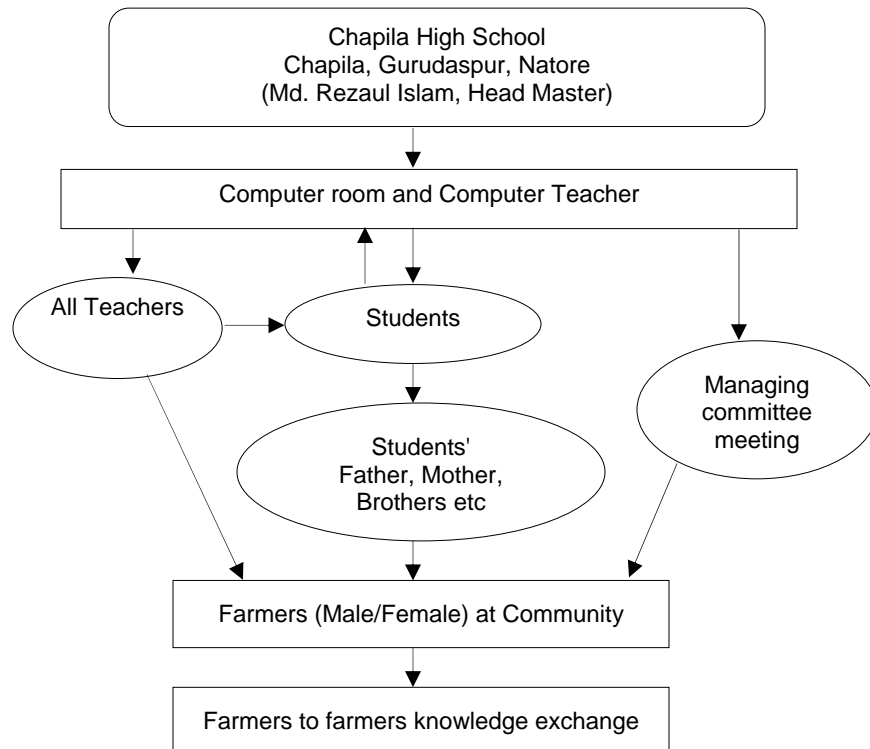 Chapila High School
Chapila, Gurudaspur, Natore
(Md. Rezaul Islam, Head Master)
Computer room and Computer Teacher
All Teachers
Students
Managing
committee
meeting
Students'
Father, Mother,
Brothers etc
Farmers (Male/Female) at Community
Farmers to farmers knowledge exchange